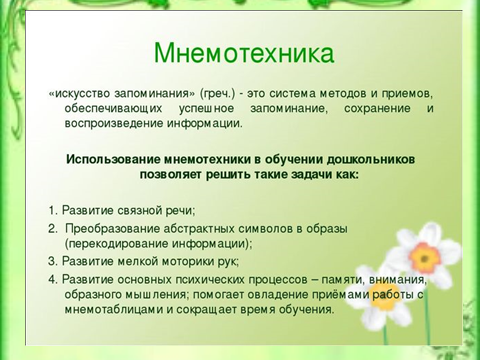 Мнемотехника
«искусство запоминания» (греч.) - это система методов и приемов,
обеспечивающих успешное запоминание, сохранение и
воспроизведение информации.
Использование мнемотехники в обучении дошкольников
позволяет решить такие задачи как:
1. Развитие связной речи;
2. Преобразование абстрактных символов в образы
(перекодирование информации);
3. Развитие мелкой моторики рук;
4. Развитие основных психических процессов – памяти, внимания,
образного мышления; помогает овладение приёмами работы с
мнемотаблицами и сокращает время обучения.